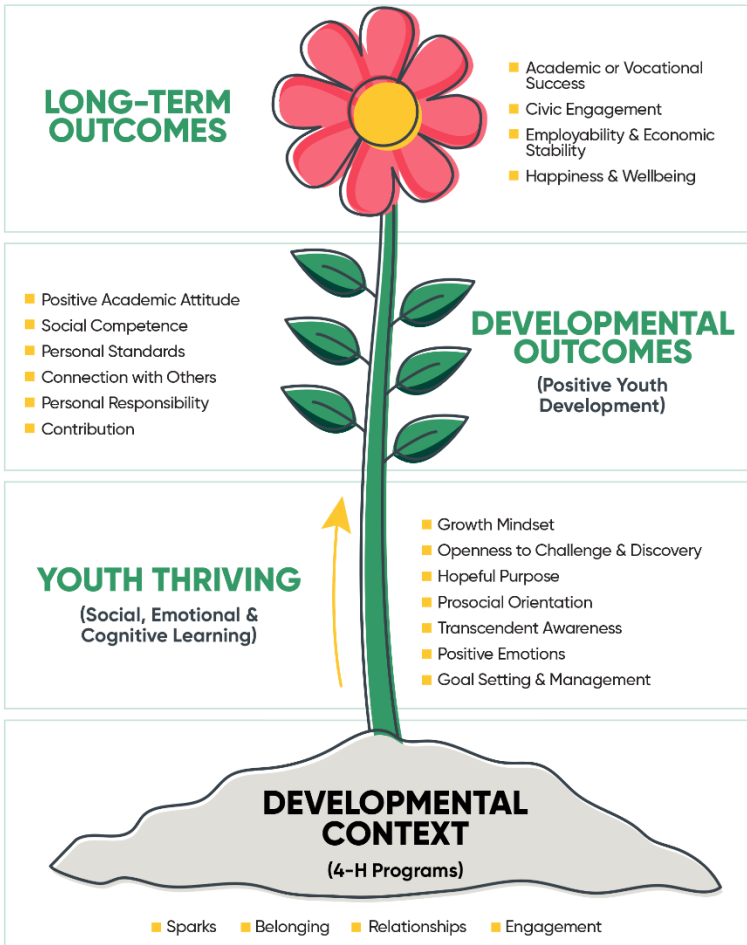 LONG-TERM
OUTCOMES
Academic or Vocational
Success
Civic Engagement
Employability & Economic
Stability
Happiness & Wellbeing
Positive Academic Attitude
Social Competence
Personal Standards
Connection with Others
Personal Responsibility
Contribution
DEVELOPMENTAL
OUTCOMES
(Positive Youth
Development)
YOUTH THRIVING
(Social, Emotional &
Cognitive Learning)
Growth Mindset
Openness to Challenge & Discovery
Hopeful Purpose
Prosocial Orientation
Transcendent Awareness
Positive Emotions
Goal Setting & Management
DEVELOPMENTAL
CONTEXT
(4-H Programs)
Sparks Belonging Relationships Engagement